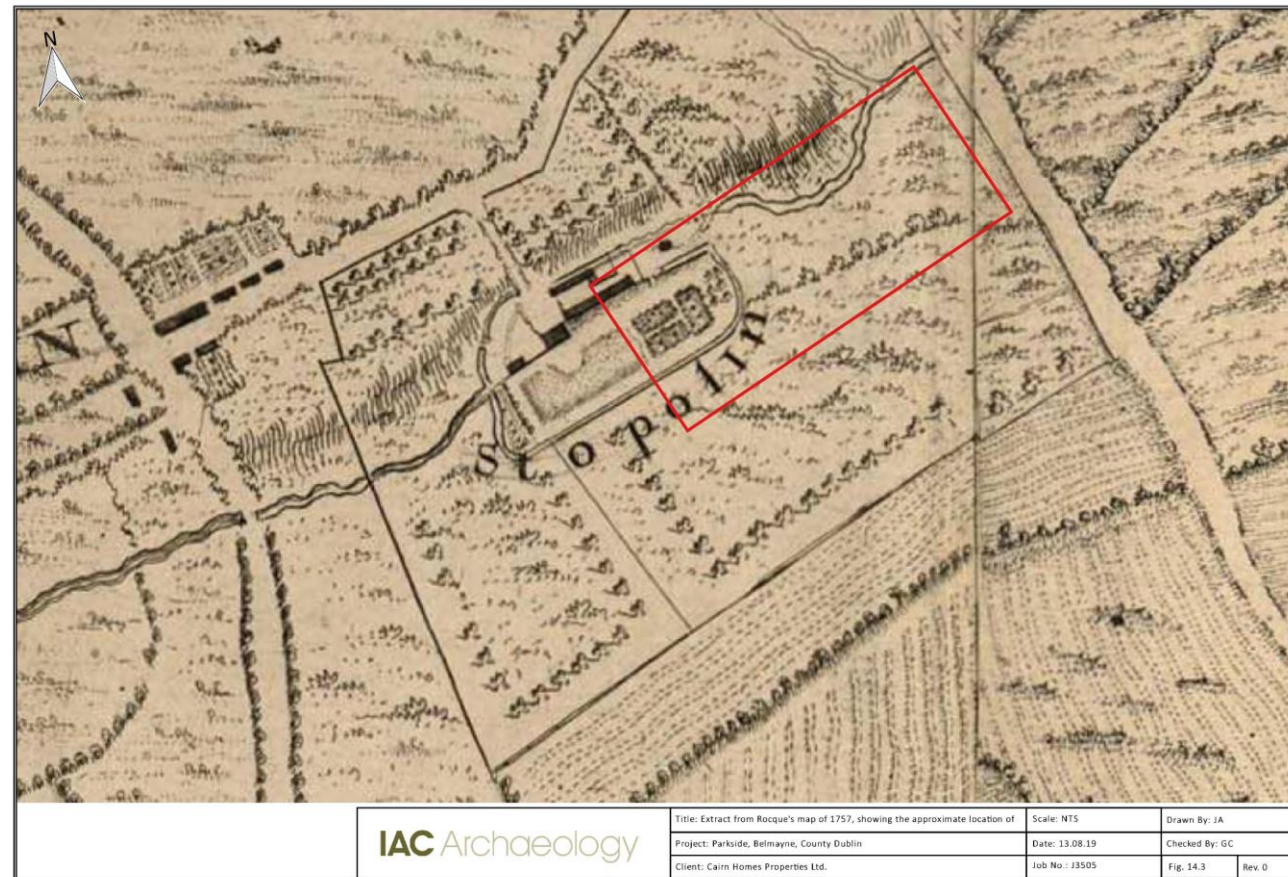 N
N
Stopolin
IAC Archaeology
Title: Extract from Rocque's map of 1757, showing the approximate location of
Scale: NTS
Drawn By: JA
Project: Parkside, Belmayne, County Dublin
Date: 13.08.19
Checked By: GC
Client: Cairn Homes Properties Ltd.
Job No.: J3505
Fig. 14.3
Rev. 0